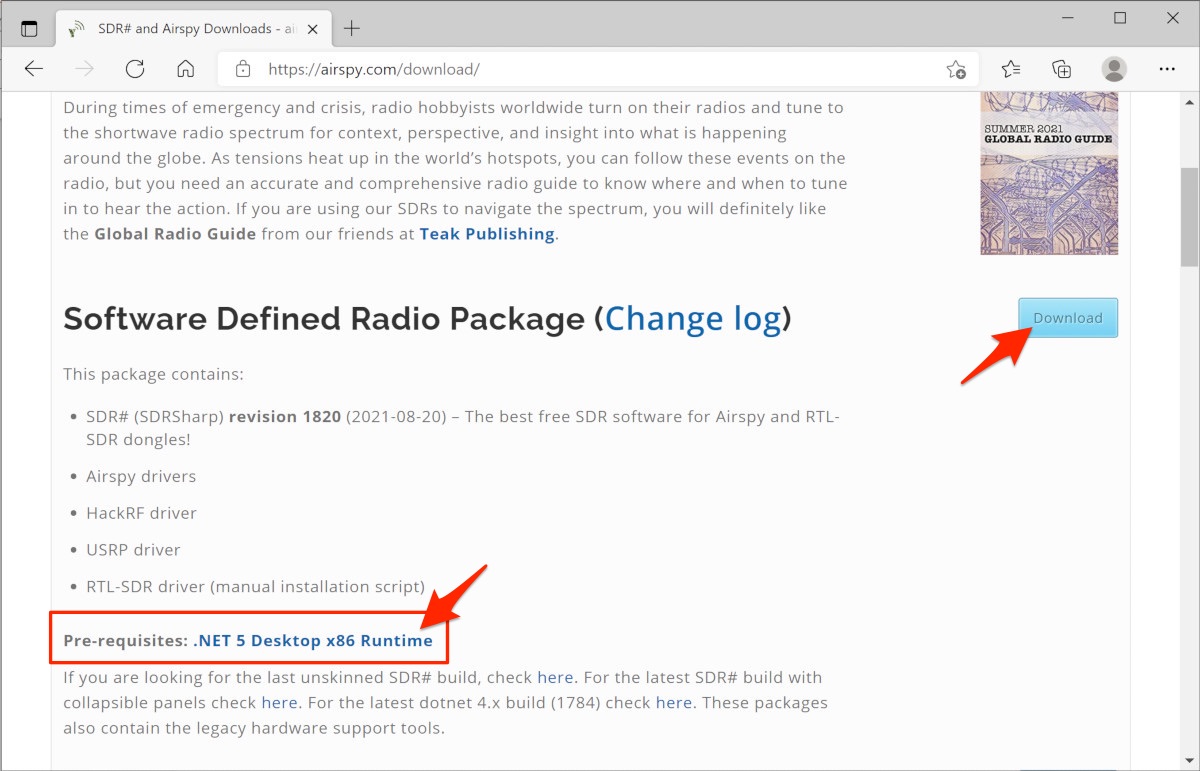 SDR# and Airspy Downloads - ai
https://airspy.com/download/
During times of emergency and crisis, radio hobbyists worldwide turn on their radios and tune to
the shortwave radio spectrum for context, perspective, and insight into what is happening
around the globe. As tensions heat up in the world’s hotspots, you can follow these events on the
radio, but you need an accurate and comprehensive radio guide to know where and when to tune
in to hear the action. If you are using our SDRs to navigate the spectrum, you will definitely like
the Global Radio Guide from our friends at Teak Publishing.
SUMMER 2021
GLOBAL RADIO GUIDE
Software Defined Radio Package (Change log)
Download
This package contains:
• SDR# (SDRSharp) revision 1820 (2021-08-20) – The best free SDR software for Airspy and RTL-
SDR dongles!
• Airspy drivers
• HackRF driver
• USRP driver
• RTL-SDR driver (manual installation script)
Pre-requisites: .NET 5 Desktop x86 Runtime
If you are looking for the last unskinned SDR# build, check here. For the latest SDR# build with
collapsible panels check here. For the latest dotnet 4.x build (1784) check here. These packages
also contain the legacy hardware support tools.